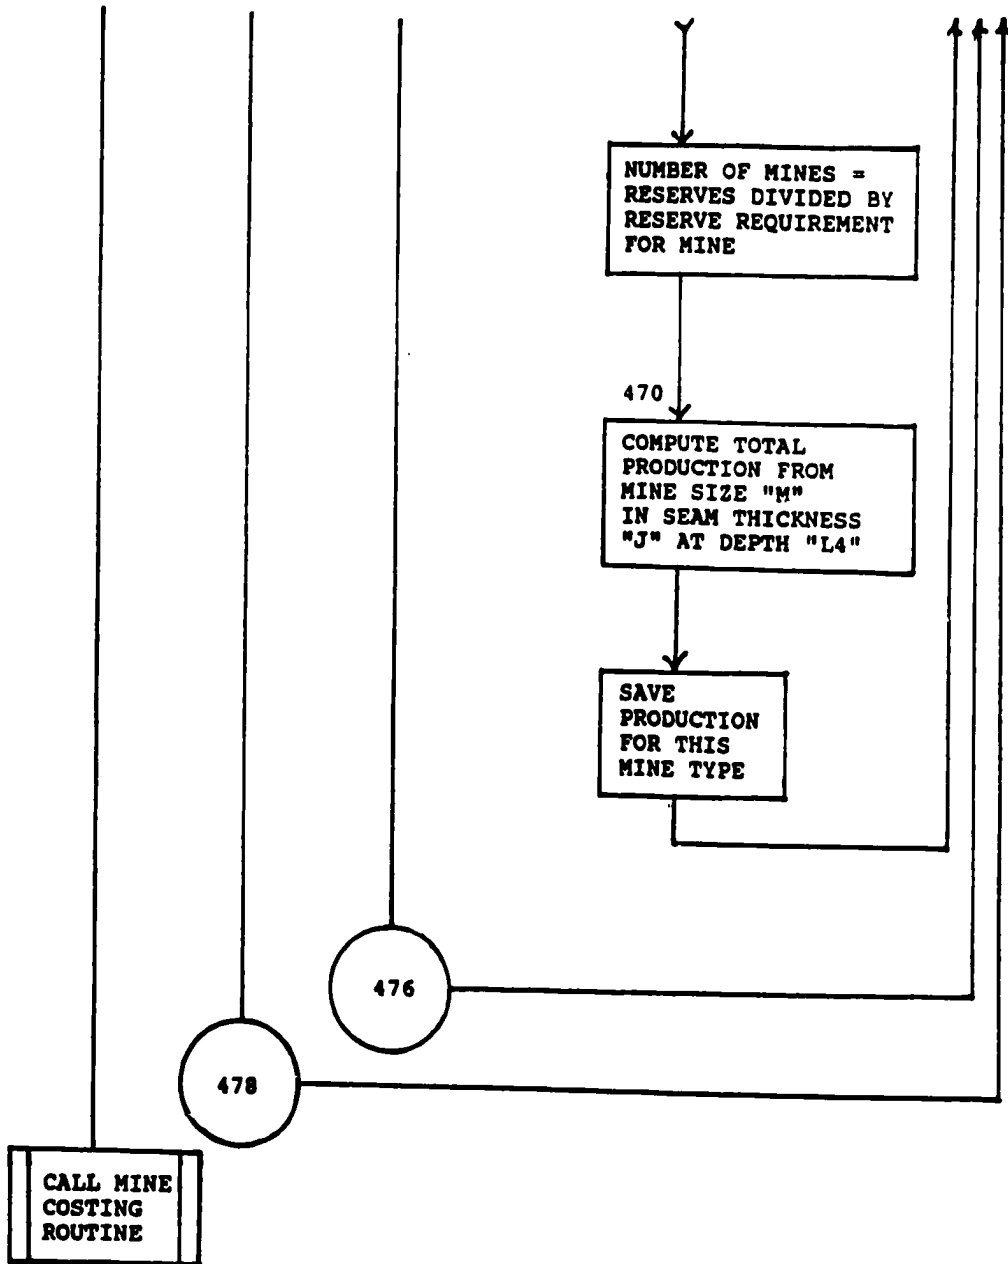 NUMBER OF MINES =
RESERVES DIVIDED BY
RESERVE REQUIREMENT
FOR MINE
470
COMPUTE TOTAL
PRODUCTION FROM
MINE SIZE "M"
IN SEAM THICKNESS
"J" AT DEPTH "L4"
SAVE
PRODUCTION
FOR THIS
MINE TYPE
476
478
CALL MINE
COSTING
ROUTINE